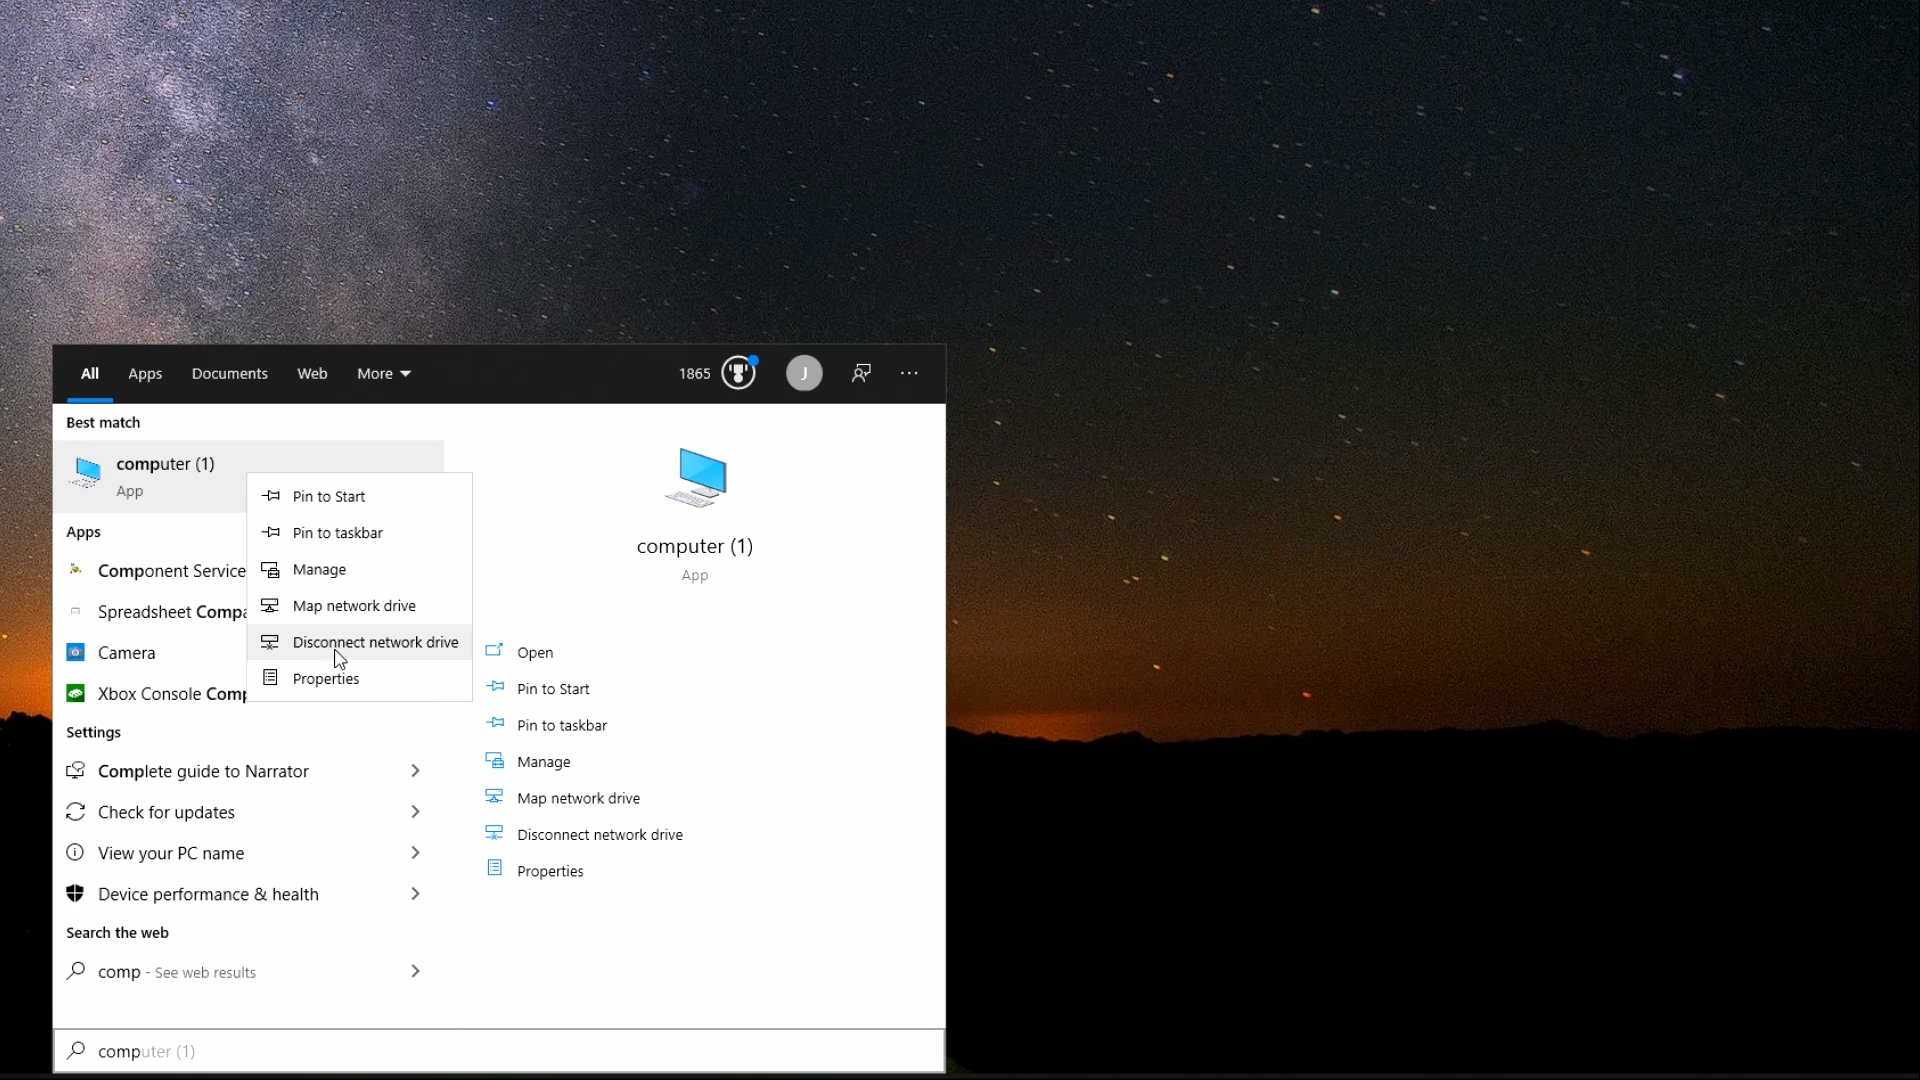 All Apps Documents Web More 1865 J
Best match
computer (1)
App
Apps
Component Service
Spreadsheet Compa
Camera
Xbox Console Comp
Settings
Complete guide to Narrator
Check for updates
View your PC name
Device performance & health
Search the web
comp - See web results
computer (1)
Pin to Start
Pin to taskbar
Manage
Map network drive
Disconnect network drive
Properties
computer (1)
App
Open
Pin to Start
Pin to taskbar
Manage
Map network drive
Disconnect network drive
Properties